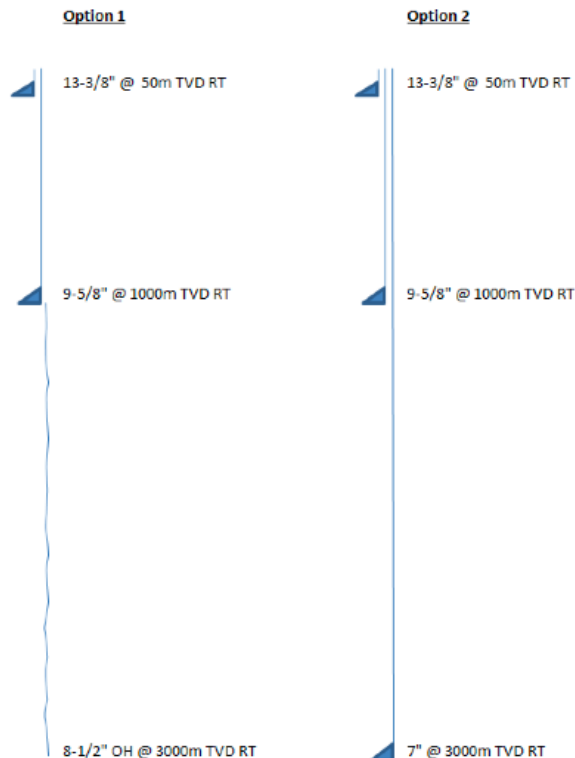 Option 1
Option 2
13-3/8" @ 50m TVD RT
13-3/8" @ 50m TVD RT
9-5/8" @ 1000m TVD RT
9-5/8" @ 1000m TVD RT
8-1/2" OH @ 3000m TVD RT
7" @ 3000m TVD RT